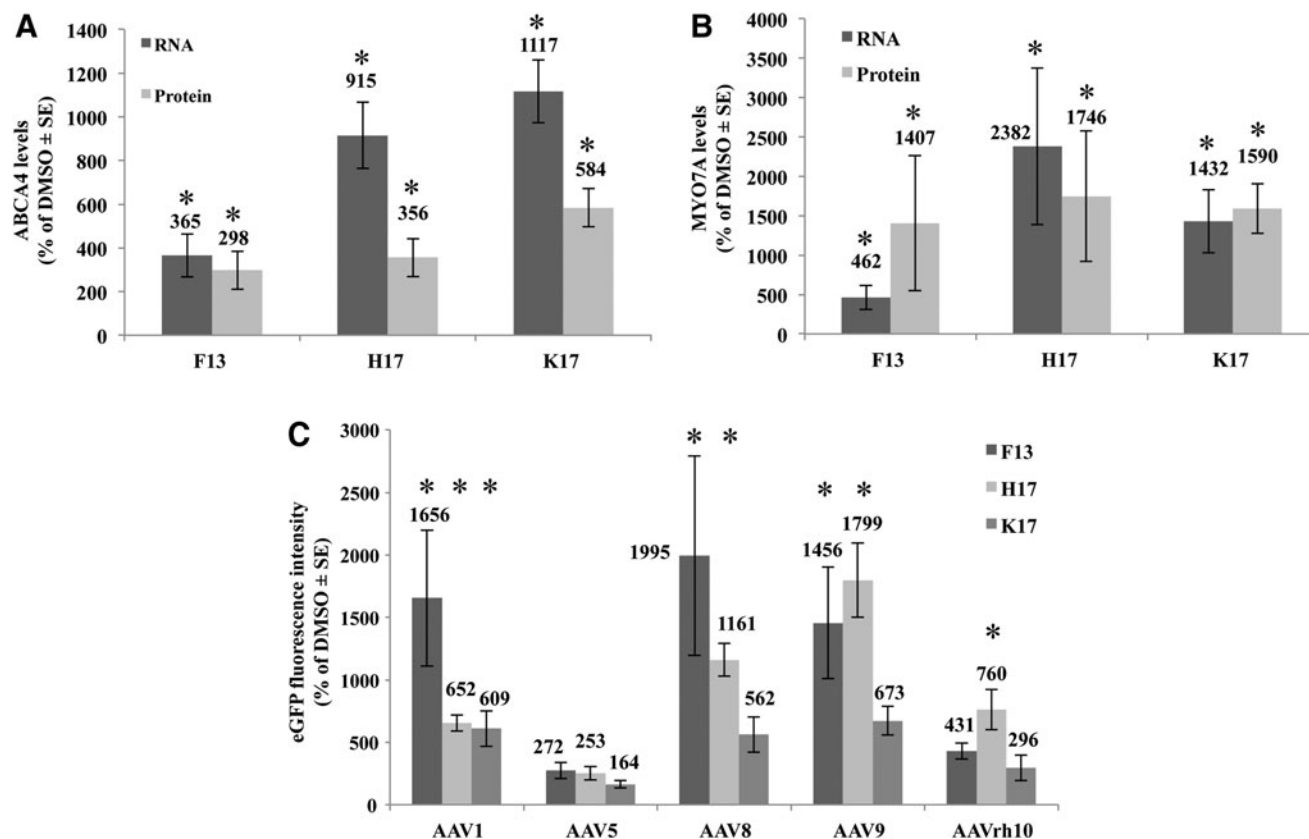 A
ABCA4 levels
(% of DMSO ± SE)
1400
1200
1000
800
600
400
200
0
RNA
Protein
*
365
*
298
*
915
*
356
*
1117
*
584
F13
H17
K17
B
MYO7A levels
(% of DMSO ± SE)
4000
3500
3000
2500
2000
1500
1000
500
0
RNA
Protein
*
462
*
1407
*
2382
*
1746
*
1432
*
1590
F13
H17
K17
C
eGFP fluorescence intensity
(% of DMSO ± SE)
3000
2500
2000
1500
1000
500
0
F13
H17
K17
* * *
1656
652
609
272
253
164
* *
1995
1161
562
* *
1456
1799
673
*
431
760
296
AAV1
AAV5
AAV8
AAV9
AAVrh10